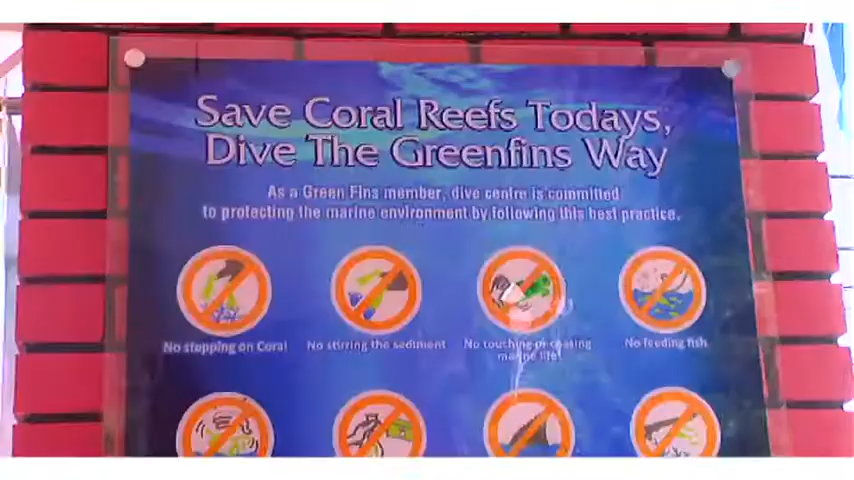 Save Coral Reefs Todays,
Dive The Greenfins Way
As a Green Fins member, dive centre is committed
to protecting the marine environment by following this best practice.
No stepping on Coral
No stirring the sediment
No touching or chasing
marine life!
No feeding fish